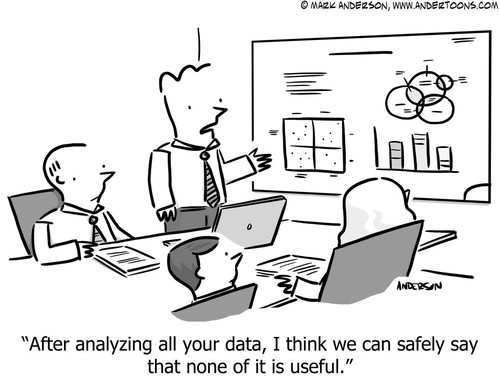 © MARK ANDERSON, WWW.ANDERTOONS.COM
ANDERSON
“After analyzing all your data, I think we can safely say
that none of it is useful.”